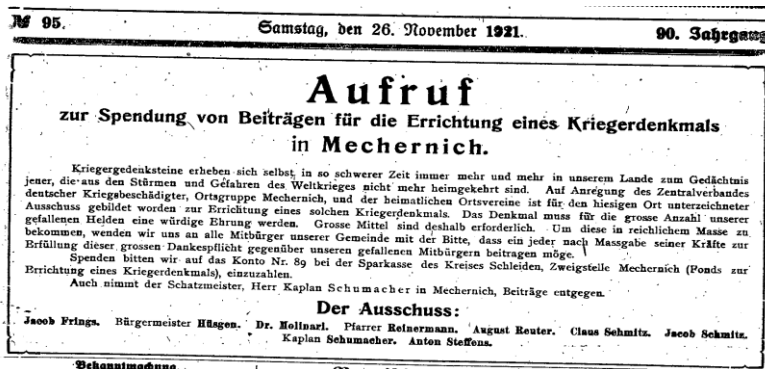 № 95.
Samstag, den 26. November 1921.
90. Jahrgang
Aufruf
zur Spendung von Beiträgen für die Errichtung eines Kriegerdenkmals
in Mechernich.
Kriegergedenksteine erheben sich selbst in so schwerer Zeit immer mehr und mehr in unserem Lande zum Gedächtnis
jener, die aus den Stürmen und Gefahren des Weltkrieges nicht mehr heimgekehrt sind. Auf Anregung des Zentralverbandes
deutscher Kriegsbeschädigter, Ortsgruppe Mechernich, und der heimatlichen Ortsvereine ist für den hiesigen Ort unterzeichneter
Ausschuss gebildet worden zur Errichtung eines solchen Kriegerdenkmals. Das Denkmal muss für die grosse Anzahl unserer
gefallenen Helden eine würdige Ehrung werden. Grosse Mittel sind deshalb erforderlich. Um diese in reichlichem Masse zu
bekommen, wenden wir uns an alle Mitbürger unserer Gemeinde mit der Bitte, dass ein jeder nach Massgabe seiner Kräfte zur
Erfüllung dieser grossen Dankespflicht gegenüber unseren gefallenen Mitbürgern beitragen möge.
Spenden bitten wir auf das Konto Nr. 89 bei der Sparkasse des Kreises Schleiden, Zweigstelle Mechernich (Ponds zur
Errichtung eines Kriegerdenkmals), einzuzahlen.
Auch nimmt der Schatzmeister, Herr Kaplan Schumacher in Mechernich, Beiträge entgegen.
Der Ausschuss:
Jacob Frings. Bürgermeister Hüsgen. Dr. Molinari. Pfarrer Reinermann. August Reuter. Claus Schmitz. Jacob Schmitz.
Kaplan Schumacher. Anton Steffens.
Bekanntmachung.